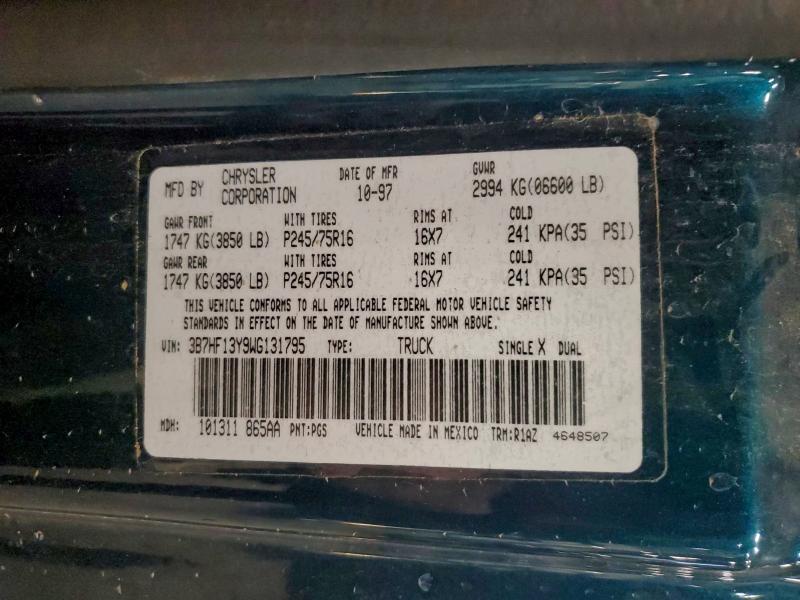 MFD BY CHRYSLER CORPORATION DATE OF MFR 10-97 GVWR 2994 KG(06600 LB)
GAWR FRONT WITH TIRES RIMS AT COLD
1747 KG(3850 LB) P245/75R16 16X7 241 KPA(35 PSI)
GAWR REAR WITH TIRES RIMS AT COLD
1747 KG(3850 LB) P245/75R16 16X7 241 KPA(35 PSI)
THIS VEHICLE CONFORMS TO ALL APPLICABLE FEDERAL MOTOR VEHICLE SAFETY
STANDARDS IN EFFECT ON THE DATE OF MANUFACTURE SHOWN ABOVE.
VIN: 3B7HF13Y9WG131795 TYPE: TRUCK SINGLE X DUAL
MDH: 101311 865AA PNT:PGS VEHICLE MADE IN MEXICO TRM:R1AZ 4648507